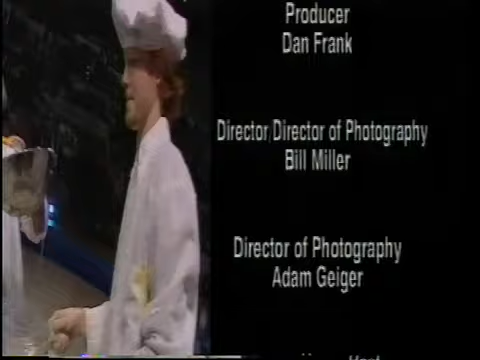 Producer
Dan Frank
Director/Director of Photography
Bill Miller
Director of Photography
Adam Geiger